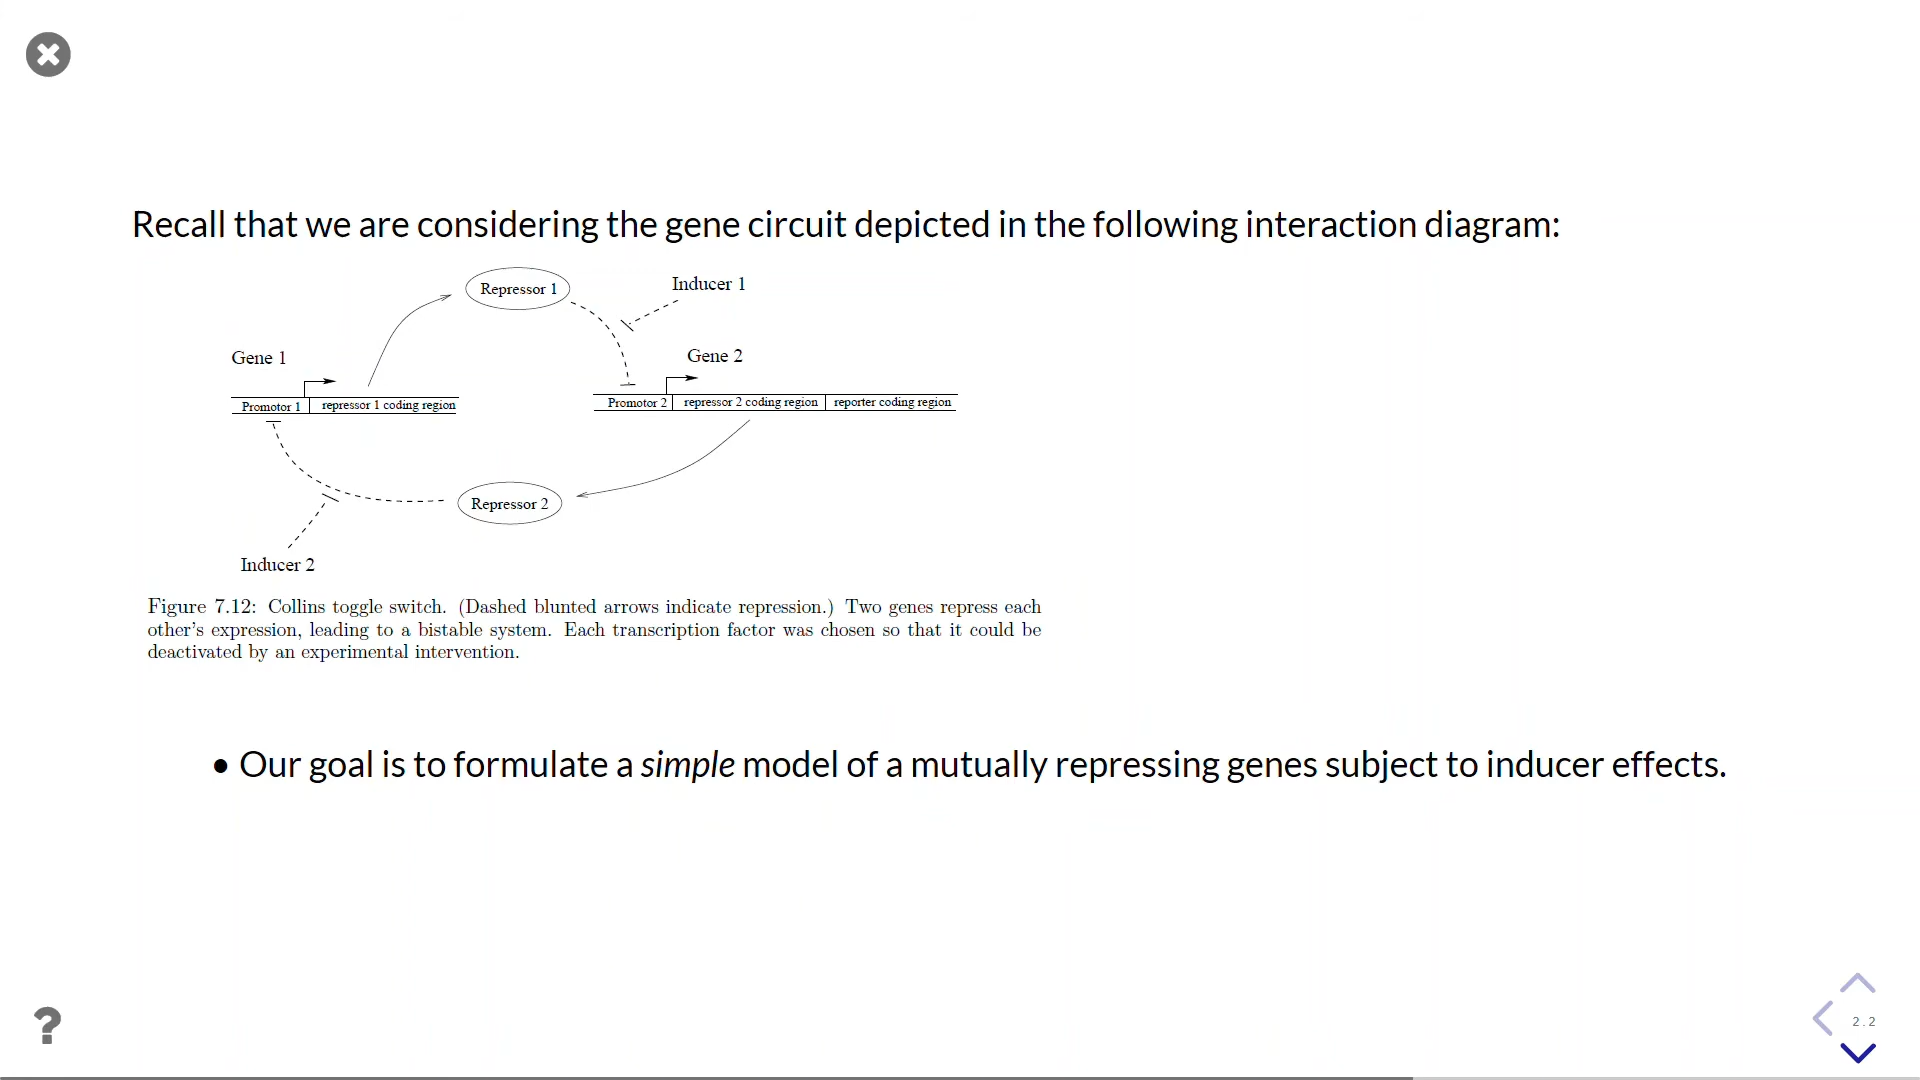 Recall that we are considering the gene circuit depicted in the following interaction diagram:
Repressor 1
Inducer 1
Gene 1
Gene 2
Promotor 1 repressor 1 coding region
Promotor 2 repressor 2 coding region reporter coding region
Repressor 2
Inducer 2
Figure 7.12: Collins toggle switch. (Dashed blunted arrows indicate repression.) Two genes repress each
other's expression, leading to a bistable system. Each transcription factor was chosen so that it could be
deactivated by an experimental intervention.
• Our goal is to formulate a simple model of a mutually repressing genes subject to inducer effects.
?
2.2